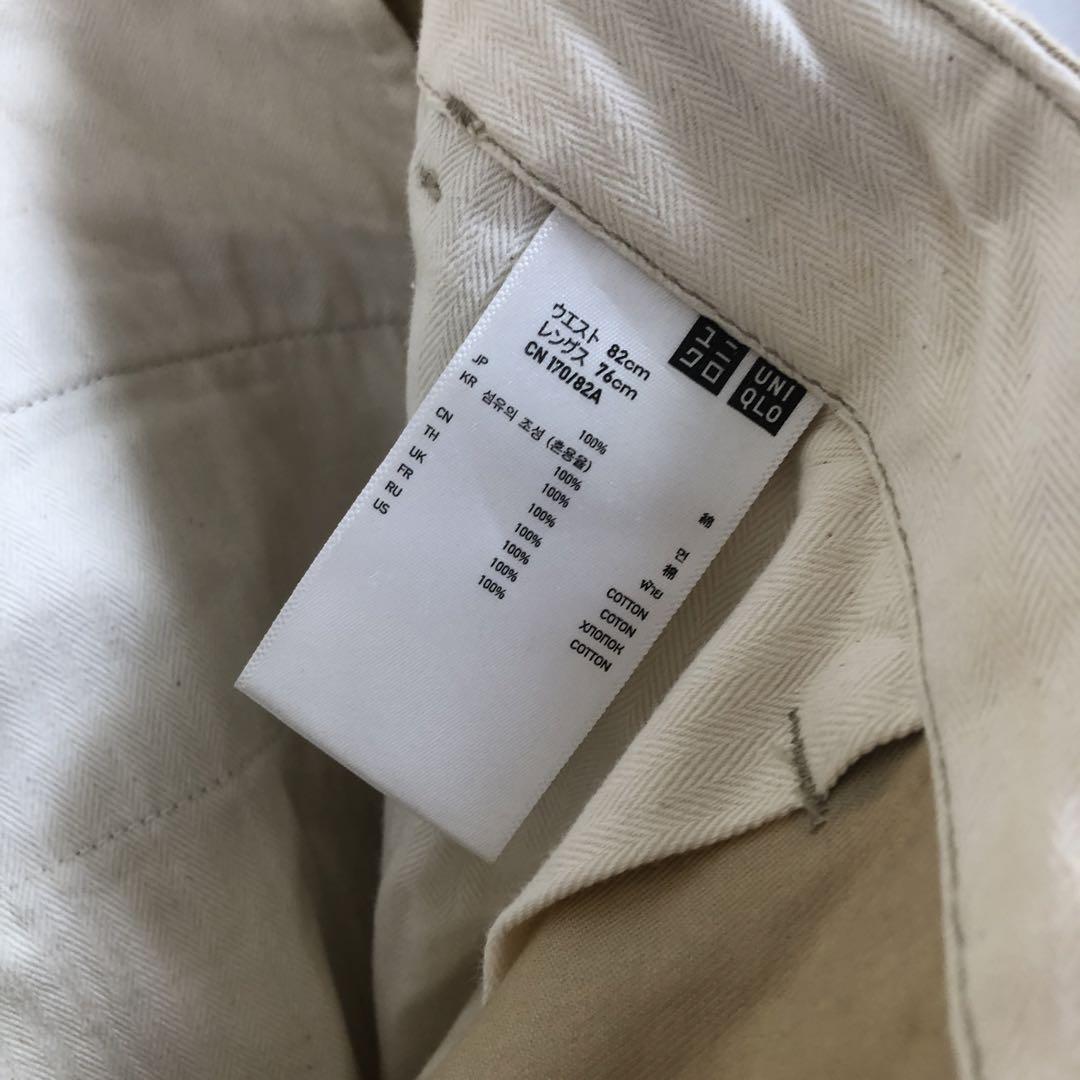 ユニ
クロ
UNI
QLO
ウエスト 82cm
レングス 76cm
CN 170/82A
JP 100% 綿
KR 섬유의 조성 (혼용율)
100% 면
CN 100% 棉
TH 100% ฝ้าย
UK 100% COTTON
FR 100% COTON
RU 100% ХЛОПОК
US 100% COTTON